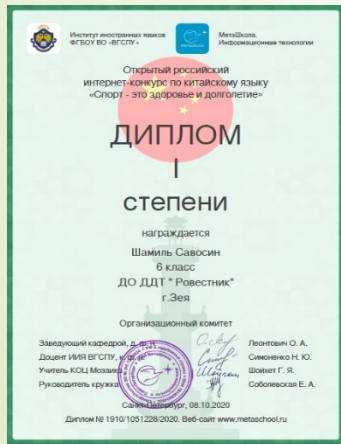 Институт иностранных языков
ФГБОУ ВО «ВГСПУ»
МетаШкола.
Информационные технологии
Открытый российский
интернет-конкурс по китайскому языку
«Спорт - это здоровье и долголетие»
ДИПЛОМ
I
степени
награждается
Шамиль Савосин
6 класс
ДО ДДТ " Ровестник"
г.Зея
Организационный комитет
Заведующий кафедрой, д. ф. н. Леонтович О. А.
Доцент ИИЯ ВГСПУ, Симоненко Н. Ю.
Учитель КОЦ Мозаика Шойхет Г. Я.
Руководитель кружка Соболевская Е. А.
Санкт-Петербург, 08.10.2020
Диплом № 1910/1051228/2020. Веб-сайт www.metaschool.ru